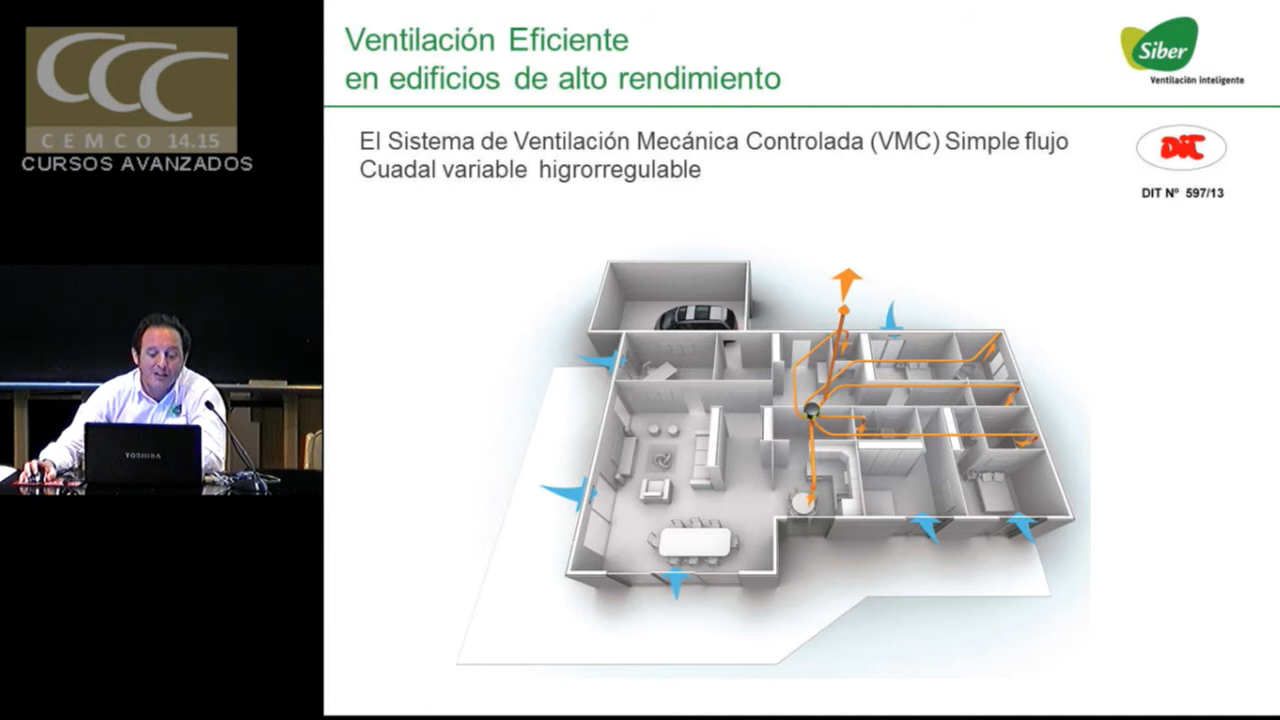 CCC
CEMCO 14.15
CURSOS AVANZADOS
TOSHIBA
Ventilación Eficiente
en edificios de alto rendimiento
Siber
Ventilación inteligente
El Sistema de Ventilación Mecánica Controlada (VMC) Simple flujo
Cuadal variable higrorregulable
DIT
DIT Nº 597/13